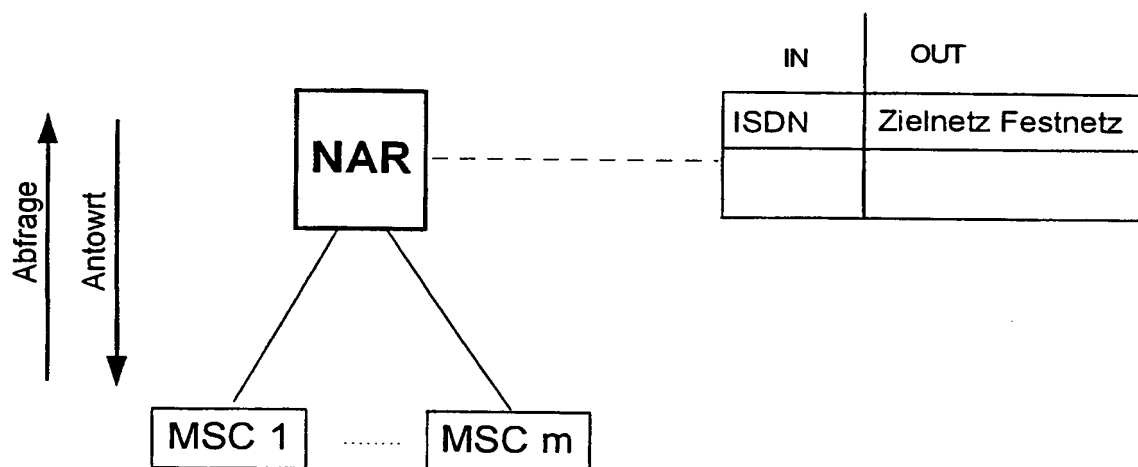 IN OUT
ISDN Zielnetz Festnetz
NAR
Abfrage
Antowrt
MSC 1 ........ MSC m